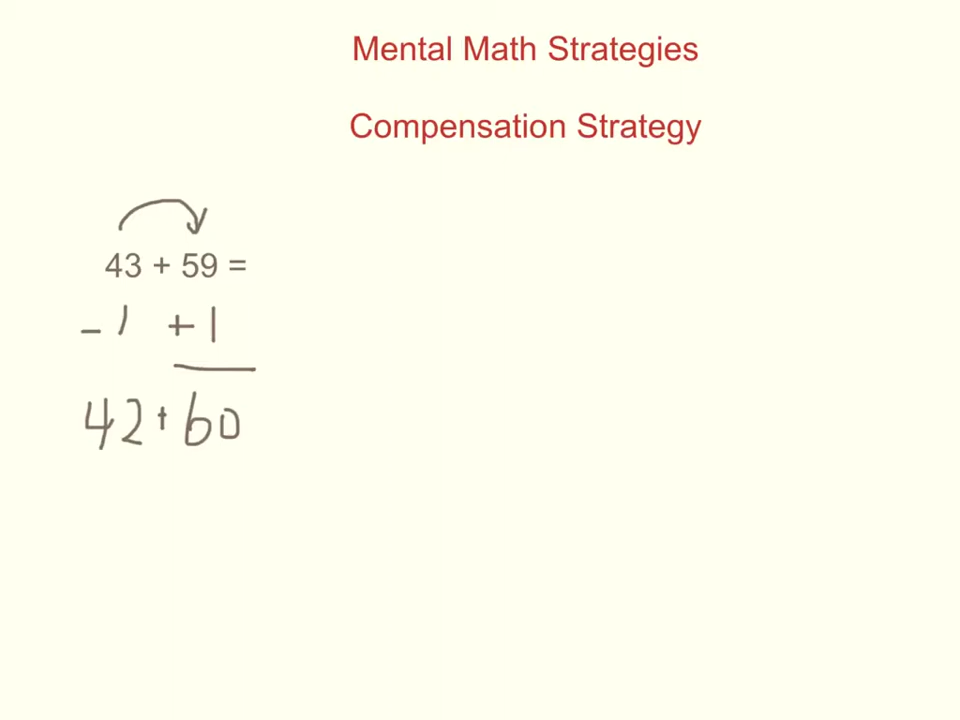 Mental Math Strategies
Compensation Strategy
43 + 59 =
- 1 + 1
42 + 60